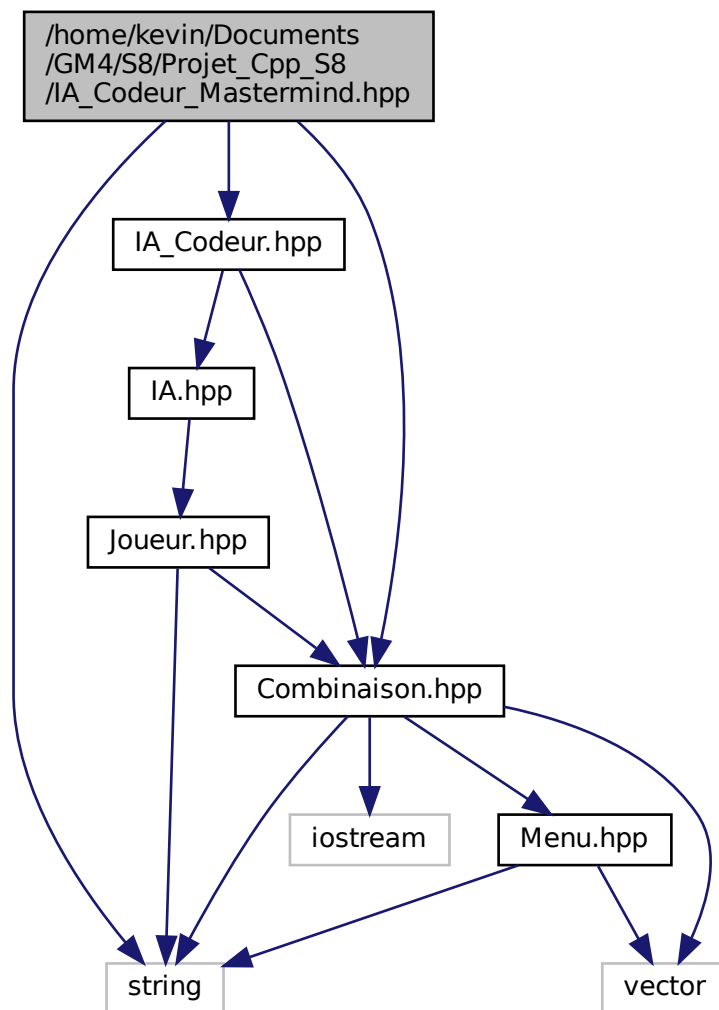 /home/kevin/Documents
/GM4/S8/Projet_Cpp_S8
/IA_Codeur_Mastermind.hpp
IA_Codeur.hpp
IA.hpp
Joueur.hpp
Combinaison.hpp
iostream
Menu.hpp
string
vector